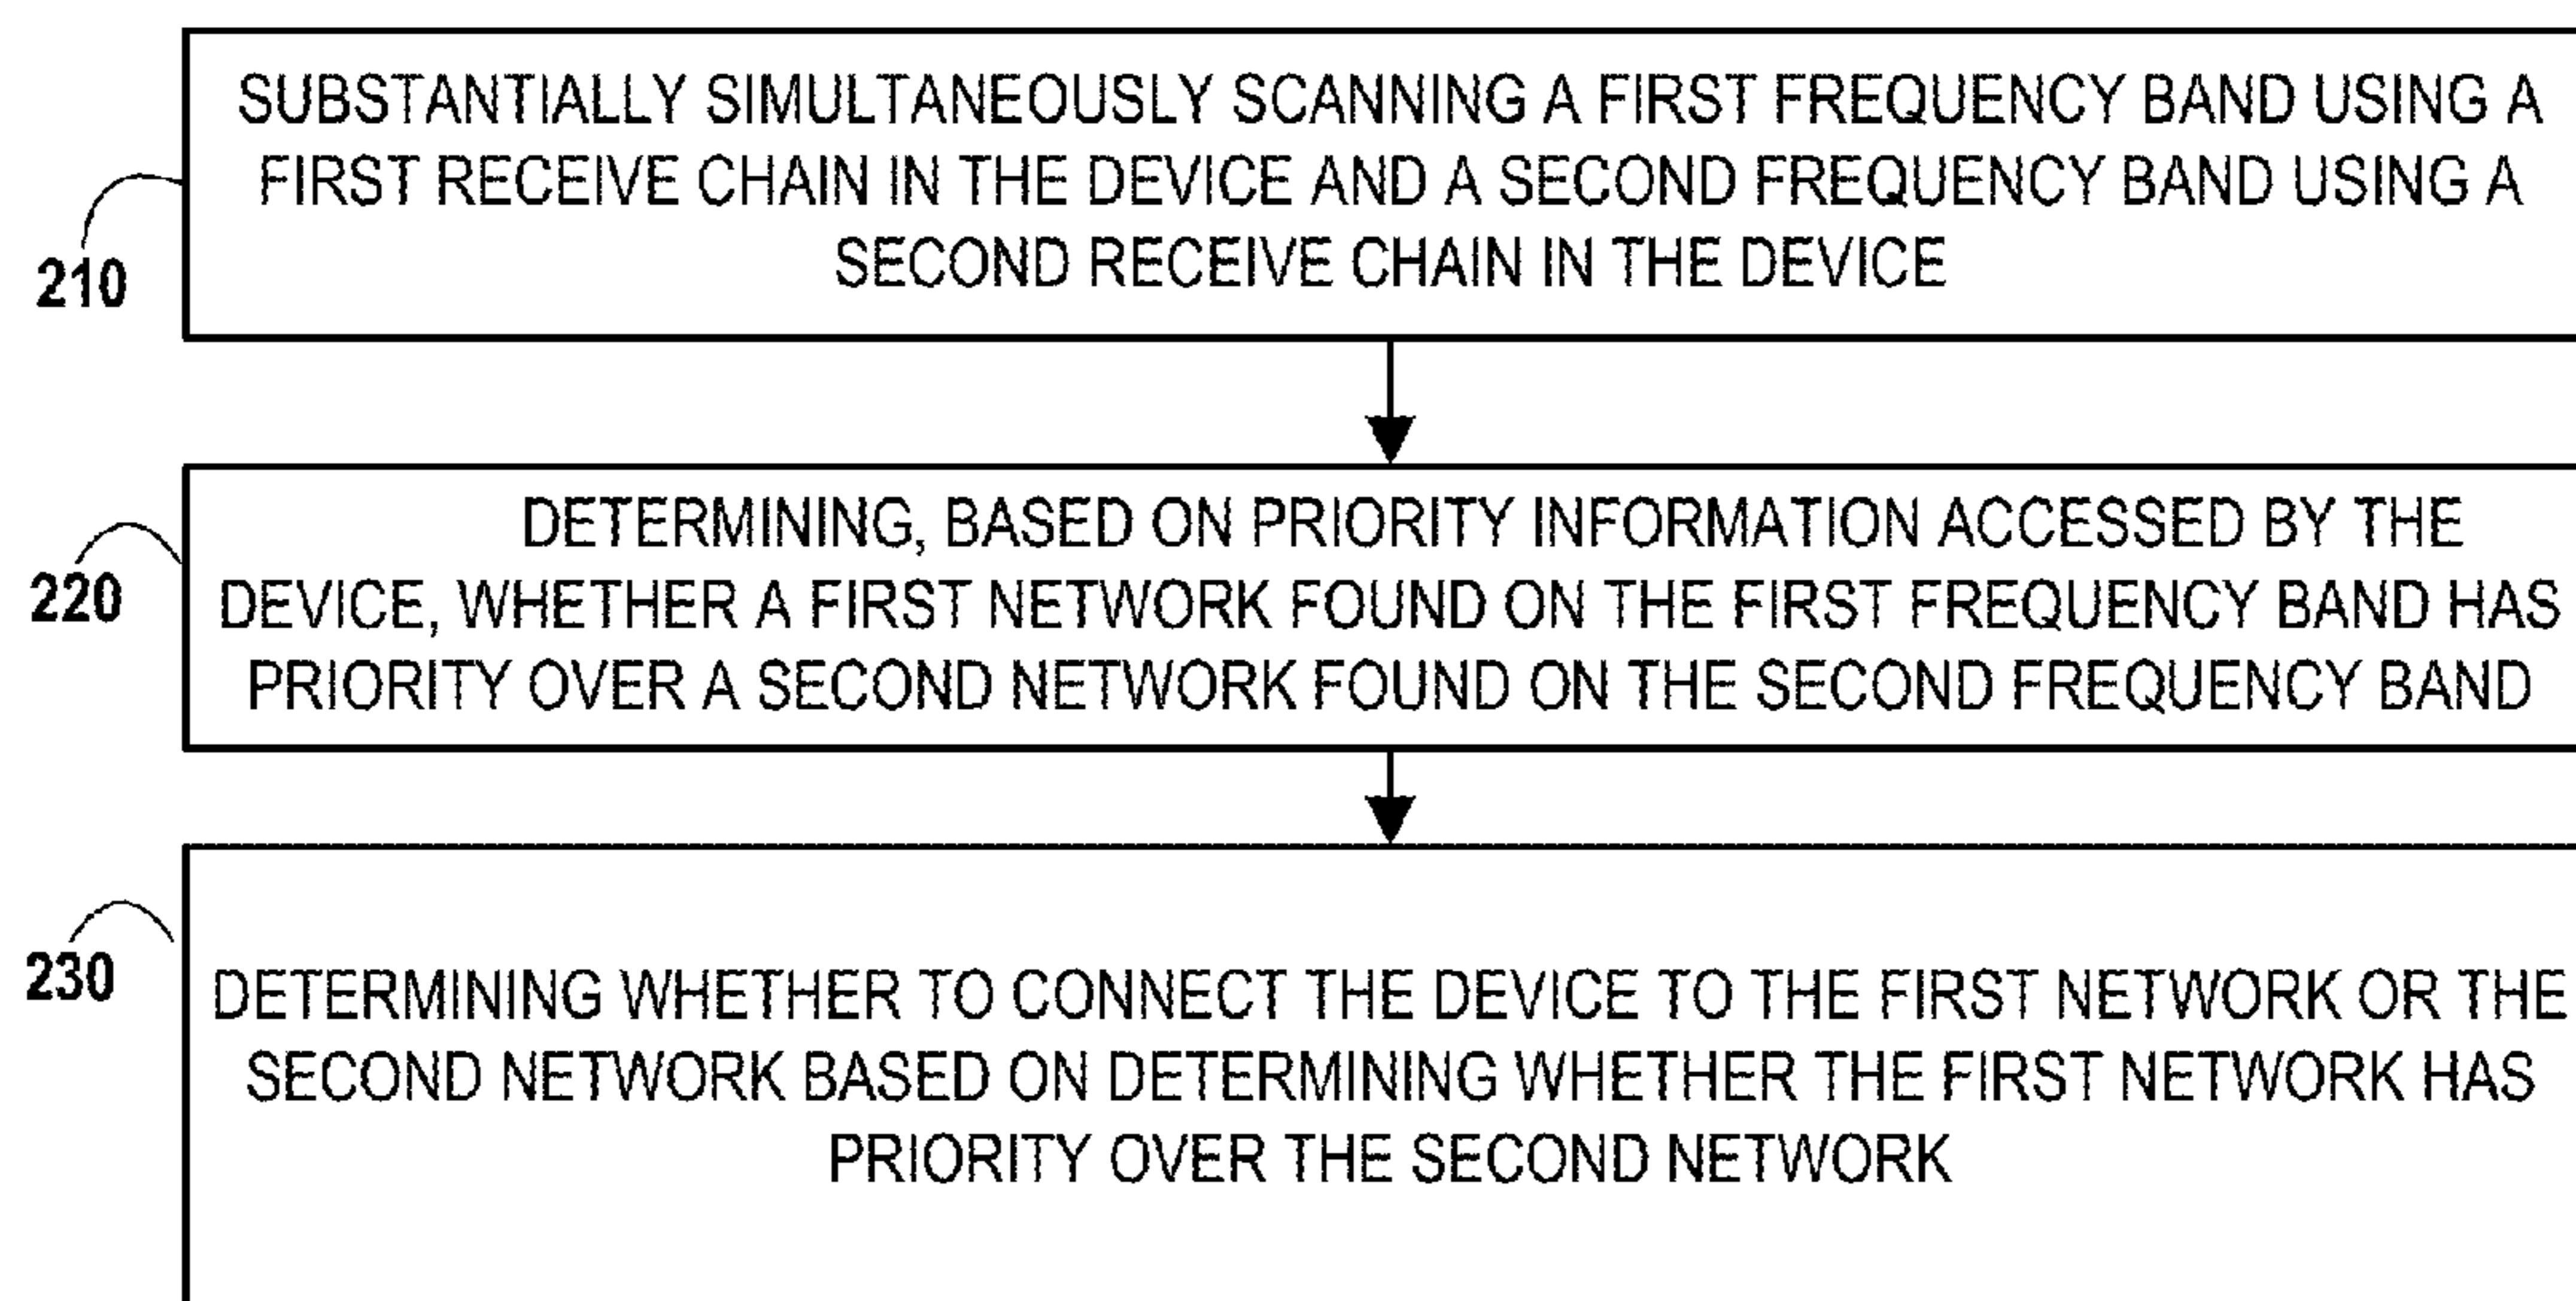 SUBSTANTIALLY SIMULTANEOUSLY SCANNING A FIRST FREQUENCY BAND USING A
FIRST RECEIVE CHAIN IN THE DEVICE AND A SECOND FREQUENCY BAND USING A
SECOND RECEIVE CHAIN IN THE DEVICE
210
DETERMINING, BASED ON PRIORITY INFORMATION ACCESSED BY THE
DEVICE, WHETHER A FIRST NETWORK FOUND ON THE FIRST FREQUENCY BAND HAS
PRIORITY OVER A SECOND NETWORK FOUND ON THE SECOND FREQUENCY BAND
220
DETERMINING WHETHER TO CONNECT THE DEVICE TO THE FIRST NETWORK OR THE
SECOND NETWORK BASED ON DETERMINING WHETHER THE FIRST NETWORK HAS
PRIORITY OVER THE SECOND NETWORK
230